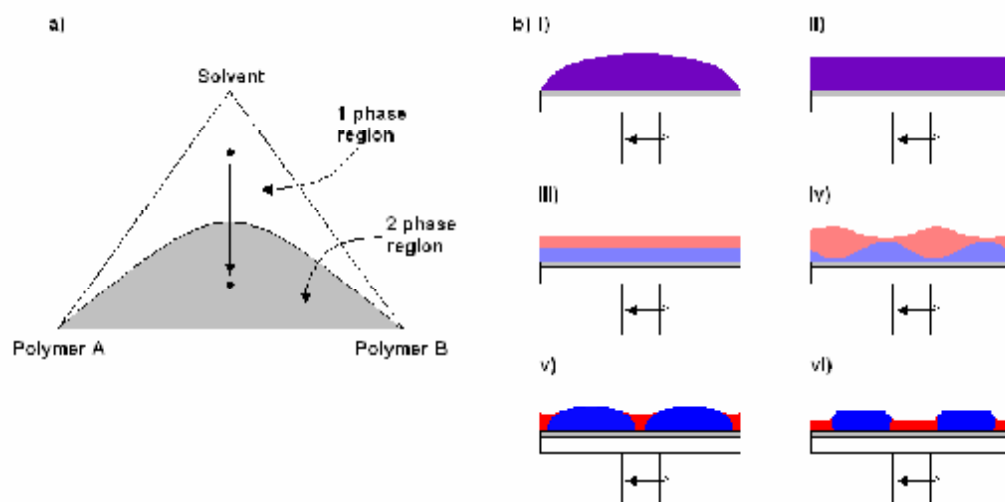 a)
Solvent
1 phase
region
2 phase
region
Polymer A
Polymer B
b) i)
ii)
iii)
iv)
v)
vi)